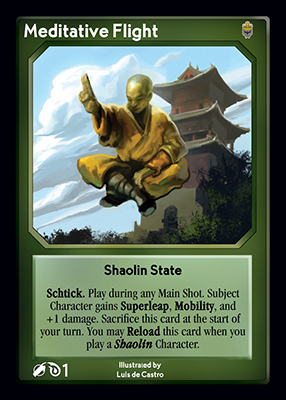 Meditative Flight
Shaolin State
Schtick. Play during any Main Shot. Subject
Character gains Superleap, Mobility, and
+1 damage. Sacrifice this card at the start of
your turn. You may Reload this card when you
play a Shaolin Character.
1
Illustrated by
Luis de Castro